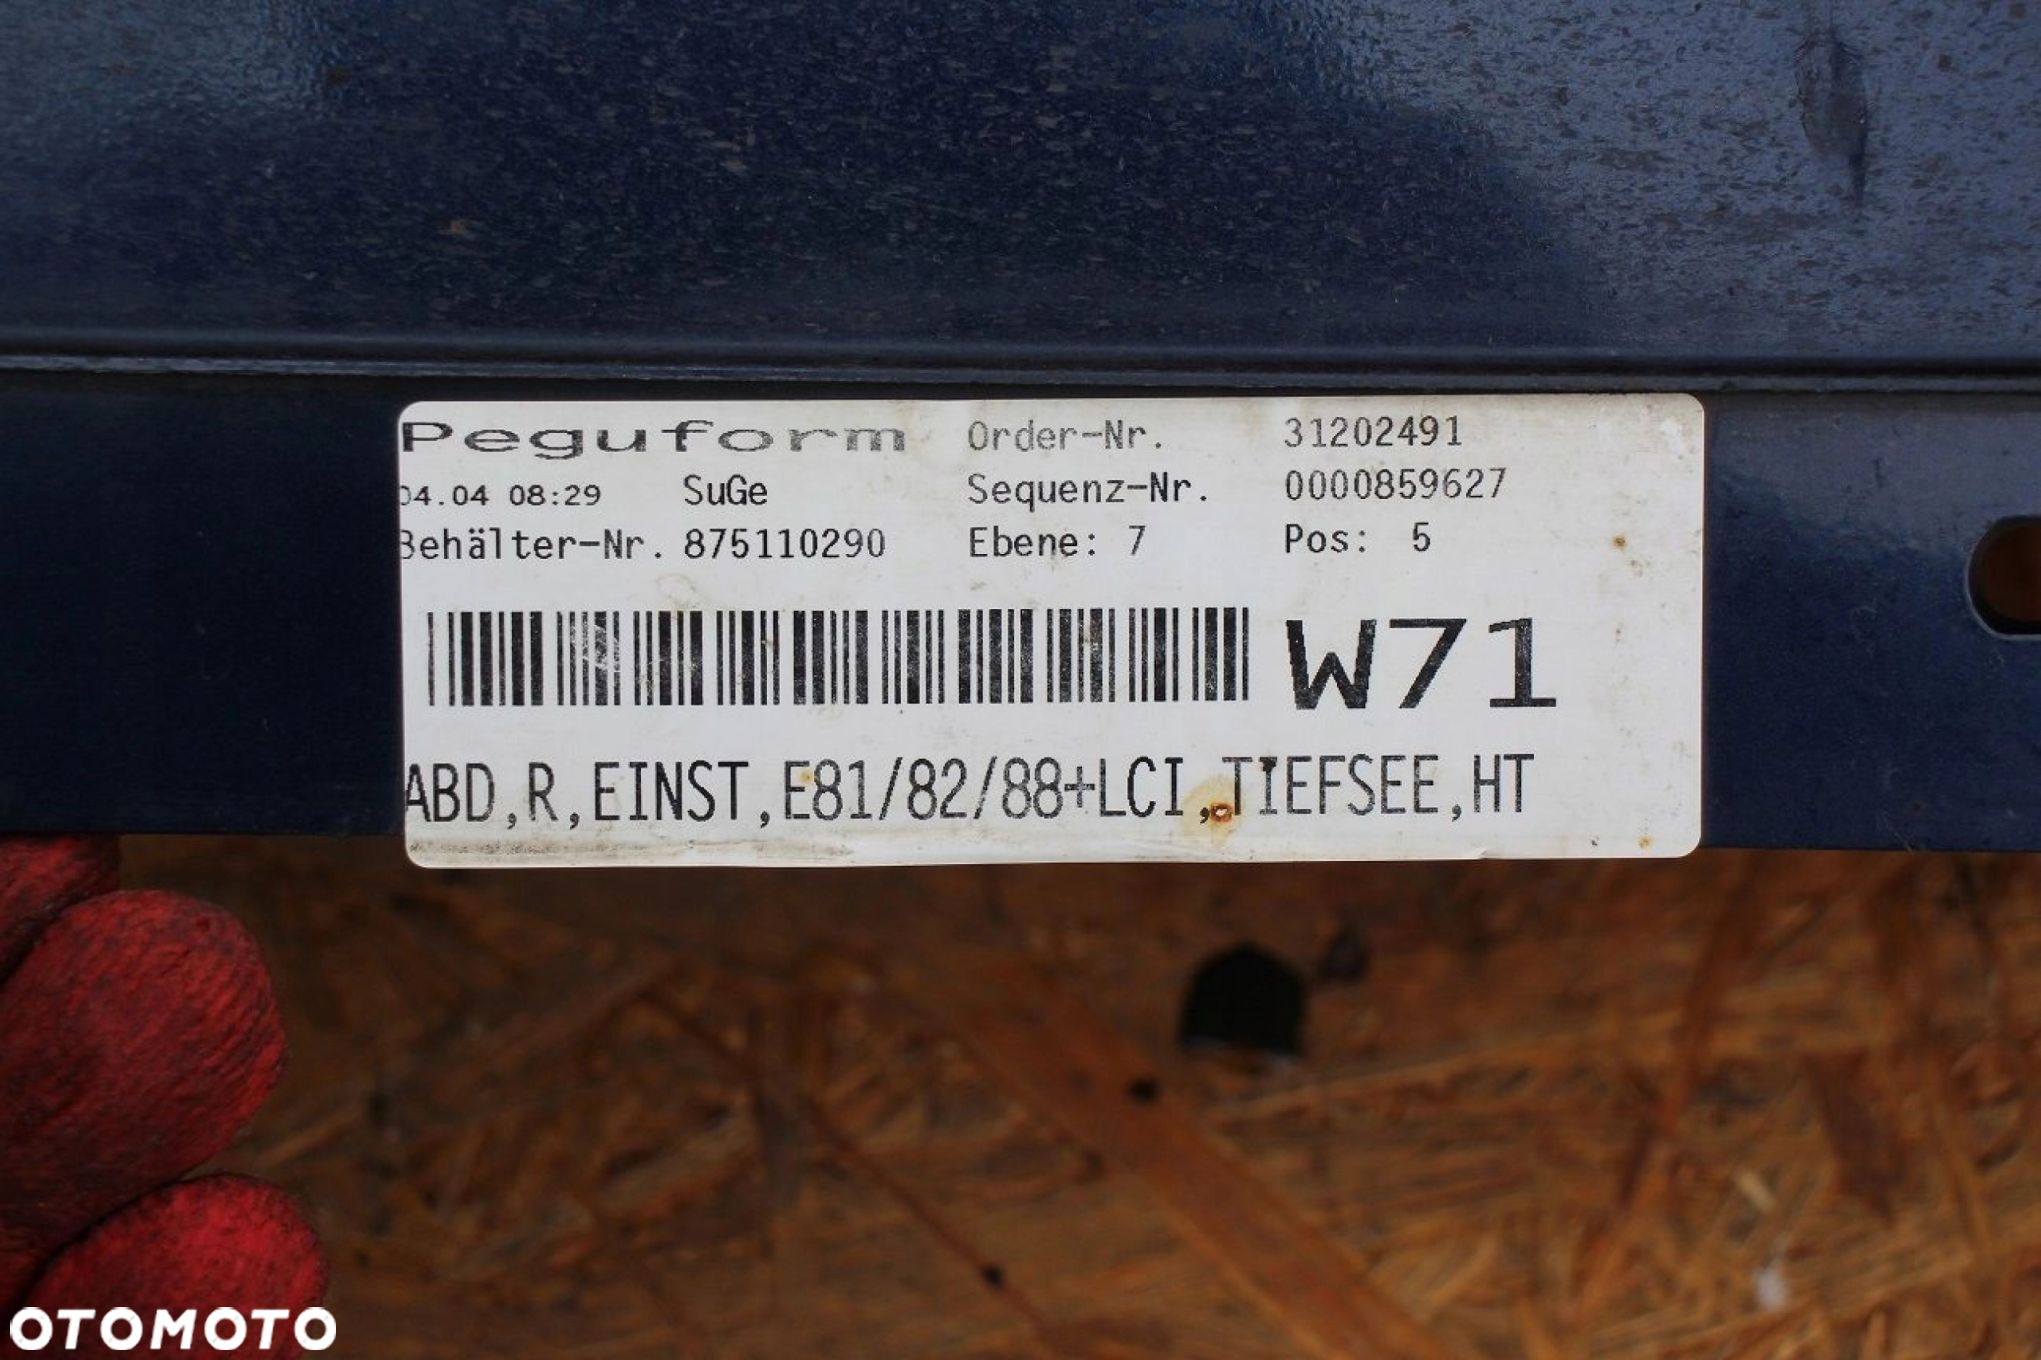 Peguform Order-Nr. 31202491
04.04 08:29 SuGe Sequenz-Nr. 0000859627
Behälter-Nr. 875110290 Ebene: 7 Pos: 5
W71
ABD,R,EINST,E81/82/88+LCI,TIEFSEE,HT
OTOMOTO